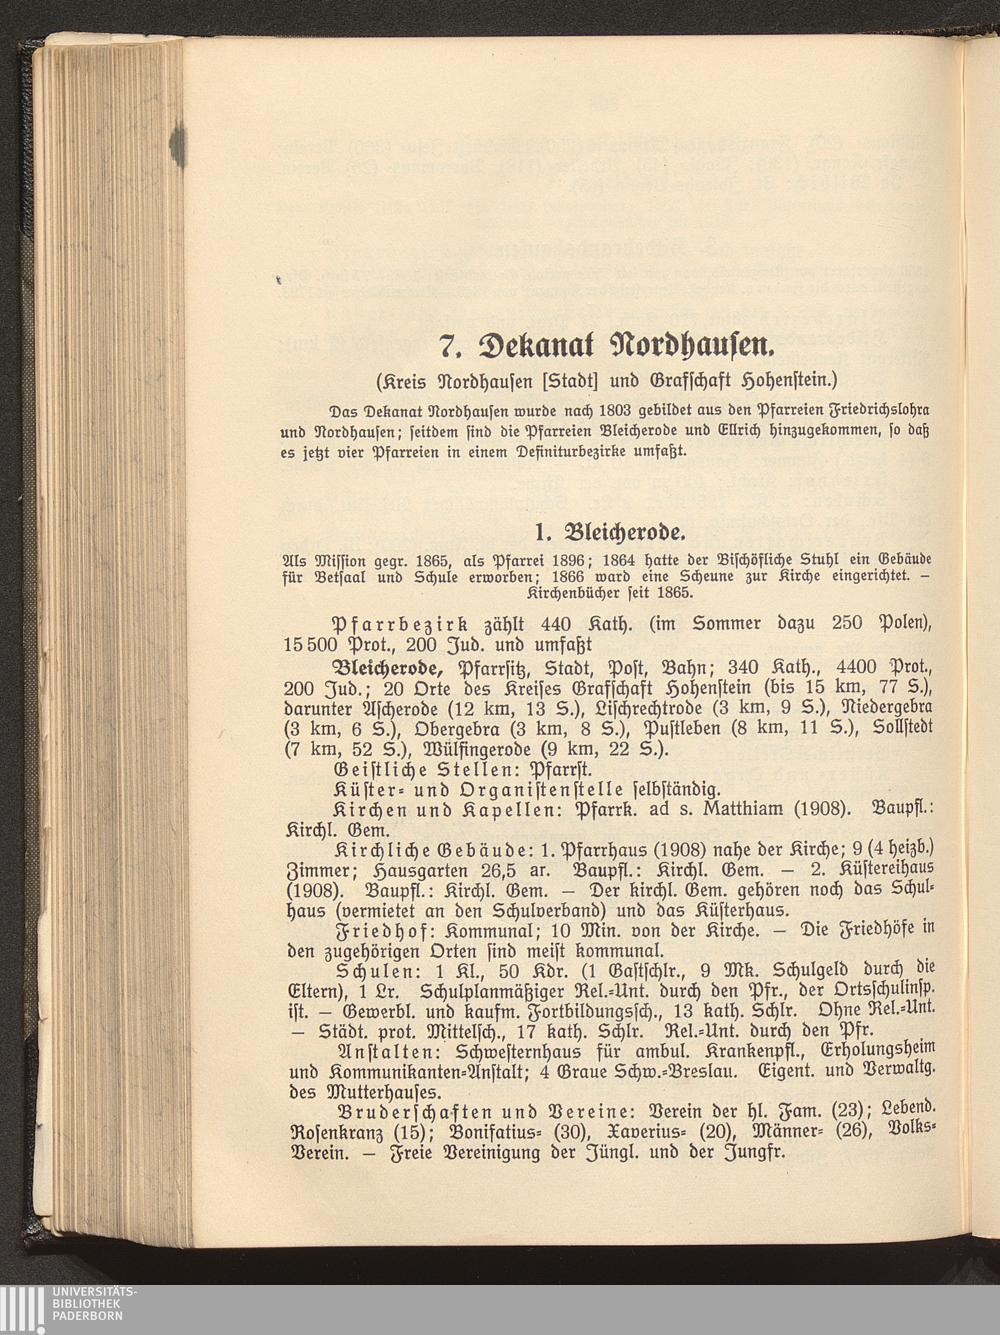 7. Dekanat Nordhausen.
(Kreis Nordhausen [Stadt] und Grafschaft Hohenstein.)
Das Dekanat Nordhausen wurde nach 1803 gebildet aus den Pfarreien Friedrichslohra
und Nordhausen; seitdem sind die Pfarreien Bleicherode und Ellrich hinzugekommen, so daß
es jetzt vier Pfarreien in einem Definiturbezirke umfaßt.
1. Bleicherode.
Als Mission gegr. 1865, als Pfarrei 1896; 1864 hatte der Bischöfliche Stuhl ein Gebäude
für Betsaal und Schule erworben; 1866 ward eine Scheune zur Kirche eingerichtet. —
Kirchenbücher seit 1865.
Pfarrbezirk zählt 440 Kath. (im Sommer dazu 250 Polen),
15 500 Prot., 200 Jud. und umfaßt
Bleicherode, Pfarrsitz, Stadt, Post, Bahn; 340 Kath., 4400 Prot.,
200 Jud.; 20 Orte des Kreises Grafschaft Hohenstein (bis 15 km, 77 S.),
darunter Ascherode (12 km, 13 S.), Lischrechtrode (3 km, 9 S.), Niedergebra
(3 km, 6 S.), Obergebra (3 km, 8 S.), Pustleben (8 km, 11 S.), Sollstedt
(7 km, 52 S.), Wülfingerode (9 km, 22 S.).
Geistliche Stellen: Pfarrst.
Küster- und Organistenstelle selbständig.
Kirchen und Kapellen: Pfarrk. ad s. Matthiam (1908). Baupfl.:
Kirchl. Gem.
Kirchliche Gebäude: 1. Pfarrhaus (1908) nahe der Kirche; 9 (4 heizb.)
Zimmer; Hausgarten 26,5 ar. Baupfl.: Kirchl. Gem. — 2. Küstereihaus
(1908). Baupfl.: Kirchl. Gem. — Der kirchl. Gem. gehören noch das Schul-
haus (vermietet an den Schulverband) und das Küsterhaus.
Friedhof: Kommunal; 10 Min. von der Kirche. — Die Friedhöfe in
den zugehörigen Orten sind meist kommunal.
Schulen: 1 Kl., 50 Kdr. (1 Gastschlr., 9 Mk. Schulgeld durch die
Eltern), 1 Lr. Schulplanmäßiger Rel.-Unt. durch den Pfr., der Ortsschulinsp.
ist. — Gewerbl. und kaufm. Fortbildungssch., 13 kath. Schlr. Ohne Rel.-Unt.
— Städt. prot. Mittelsch., 17 kath. Schlr. Rel.-Unt. durch den Pfr.
Anstalten: Schwesternhaus für ambul. Krankenpfl., Erholungsheim
und Kommunikanten-Anstalt; 4 Graue Schw.-Breslau. Eigent. und Verwaltg.
des Mutterhauses.
Bruderschaften und Vereine: Verein der hl. Fam. (23); Lebend.
Rosenkranz (15); Bonifatius- (30), Xaverius- (20), Männer- (26), Volks-
Verein. — Freie Vereinigung der Jüngl. und der Jungfr.
UNIVERSITÄTS-
BIBLIOTHEK
PADERBORN